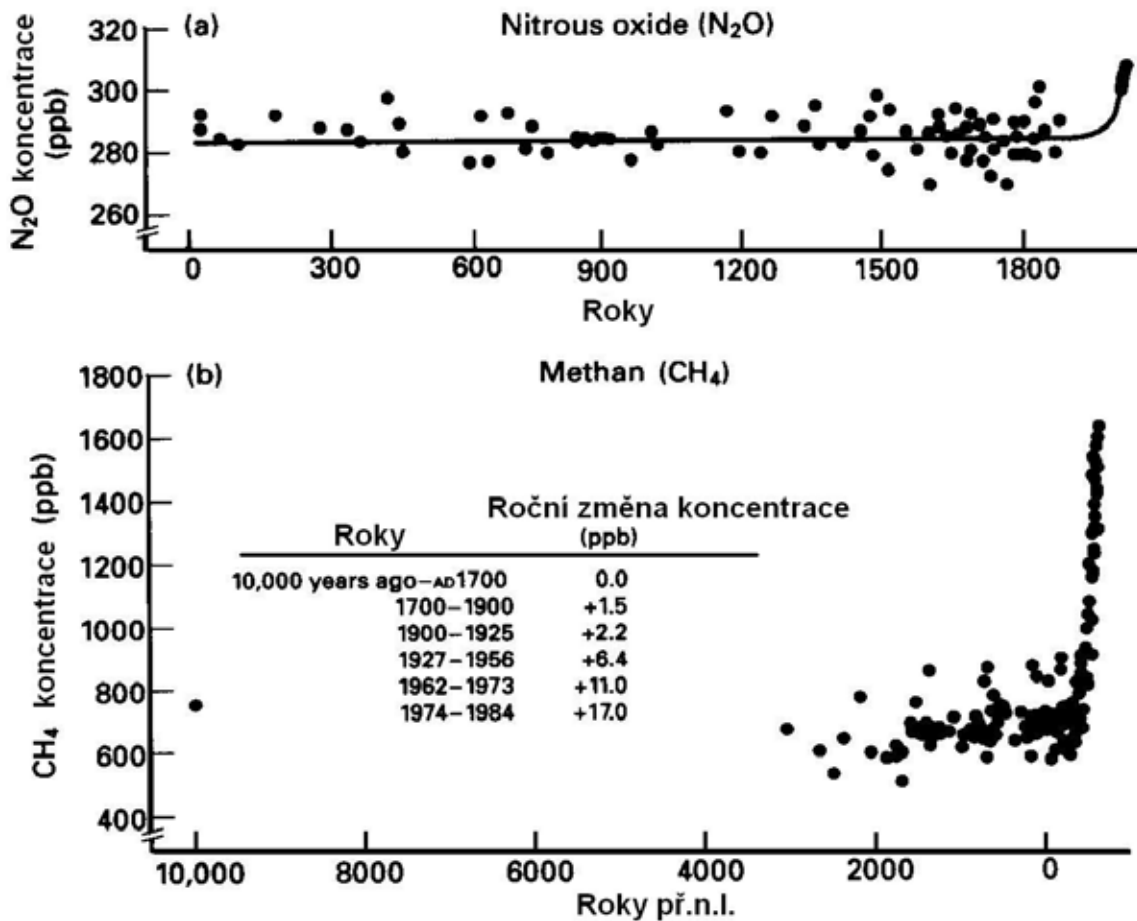 (a) Nitrous oxide (N₂O)
N₂O koncentrace
(ppb)
320
300
280
260
0 300 600 900 1200 1500 1800
Roky
(b) Methan (CH₄)
CH₄ koncentrace (ppb)
1800
1600
1400
1200
1000
800
600
400
Roky Roční změna koncentrace
(ppb)
10,000 years ago–AD1700 0.0
1700–1900 +1.5
1900–1925 +2.2
1927–1956 +6.4
1962–1973 +11.0
1974–1984 +17.0
10,000 8000 6000 4000 2000 0
Roky př.n.l.